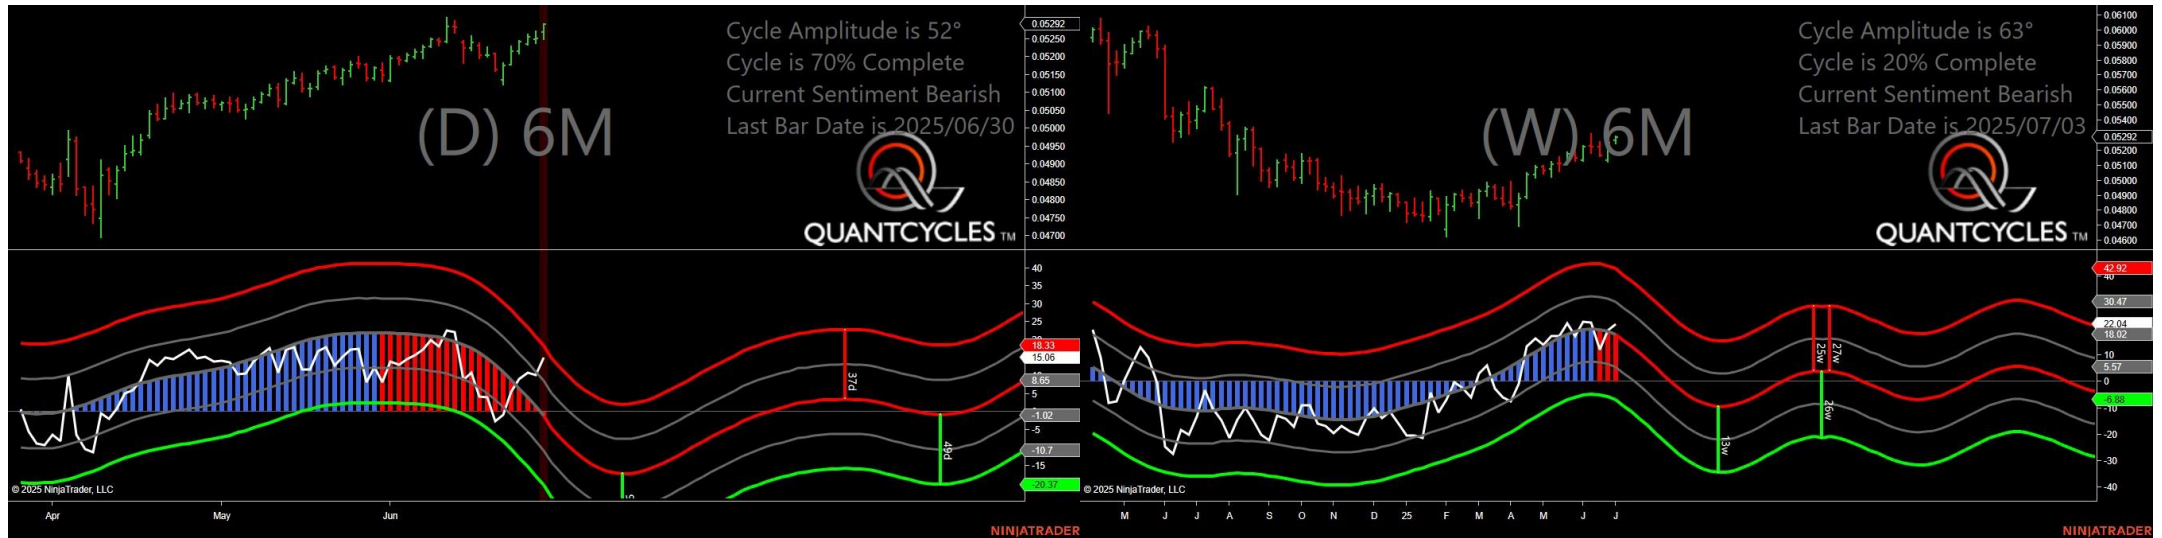 Cycle Amplitude is 52°
Cycle is 70% Complete
Current Sentiment Bearish
Last Bar Date is 2025/06/30
(D) 6M
QUANTCYCLES TM
0.05292
0.05250
0.05200
0.05150
0.05100
0.05050
0.05000
0.04950
0.04900
0.04850
0.04800
0.04750
0.04700
40
35
30
25
18.33
15.06
8.65
5
-1.02
-5
-10.7
-15
-20.37
37d
49d
© 2025 NinjaTrader, LLC
Apr May Jun
NINJATRADER
Cycle Amplitude is 63°
Cycle is 20% Complete
Current Sentiment Bearish
Last Bar Date is 2025/07/03
(W) 6M
QUANTCYCLES TM
0.06100
0.06000
0.05900
0.05800
0.05700
0.05600
0.05500
0.05400
0.05292
0.05200
0.05100
0.05000
0.04900
0.04800
0.04700
0.04600
42.92
40
30.47
22.04
18.02
10
5.57
0
-6.88
-10
-20
-30
-40
25w
27w
26w
13w
© 2025 NinjaTrader, LLC
M J J A S O N D 25 F M A M J J
NINJATRADER